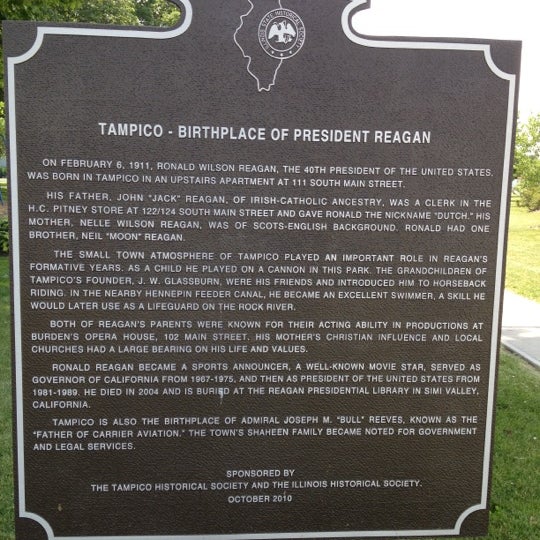 ILLINOIS STATE HISTORICAL SOCIETY
TAMPICO - BIRTHPLACE OF PRESIDENT REAGAN
ON FEBRUARY 6, 1911, RONALD WILSON REAGAN, THE 40TH PRESIDENT OF THE UNITED STATES,
WAS BORN IN TAMPICO IN AN UPSTAIRS APARTMENT AT 111 SOUTH MAIN STREET.
HIS FATHER, JOHN "JACK" REAGAN, OF IRISH-CATHOLIC ANCESTRY, WAS A CLERK IN THE
H.C. PITNEY STORE AT 122/124 SOUTH MAIN STREET AND GAVE RONALD THE NICKNAME "DUTCH." HIS
MOTHER, NELLE WILSON REAGAN, WAS OF SCOTS-ENGLISH BACKGROUND. RONALD HAD ONE
BROTHER, NEIL "MOON" REAGAN.
THE SMALL TOWN ATMOSPHERE OF TAMPICO PLAYED AN IMPORTANT ROLE IN REAGAN'S
FORMATIVE YEARS. AS A CHILD HE PLAYED ON A CANNON IN THIS PARK. THE GRANDCHILDREN OF
TAMPICO'S FOUNDER, J. W. GLASSBURN, WERE HIS FRIENDS AND INTRODUCED HIM TO HORSEBACK
RIDING. IN THE NEARBY HENNEPIN FEEDER CANAL, HE BECAME AN EXCELLENT SWIMMER, A SKILL HE
WOULD LATER USE AS A LIFEGUARD ON THE ROCK RIVER.
BOTH OF REAGAN'S PARENTS WERE KNOWN FOR THEIR ACTING ABILITY IN PRODUCTIONS AT
BURDEN'S OPERA HOUSE, 102 MAIN STREET. HIS MOTHER'S CHRISTIAN INFLUENCE AND LOCAL
CHURCHES HAD A LARGE BEARING ON HIS LIFE AND VALUES.
RONALD REAGAN BECAME A SPORTS ANNOUNCER, A WELL-KNOWN MOVIE STAR, SERVED AS
GOVERNOR OF CALIFORNIA FROM 1967-1975, AND THEN AS PRESIDENT OF THE UNITED STATES FROM
1981-1989. HE DIED IN 2004 AND IS BURIED AT THE REAGAN PRESIDENTIAL LIBRARY IN SIMI VALLEY,
CALIFORNIA.
TAMPICO IS ALSO THE BIRTHPLACE OF ADMIRAL JOSEPH M. "BULL" REEVES, KNOWN AS THE
"FATHER OF CARRIER AVIATION." THE TOWN'S SHAHEEN FAMILY BECAME NOTED FOR GOVERNMENT
AND LEGAL SERVICES.
SPONSORED BY
THE TAMPICO HISTORICAL SOCIETY AND THE ILLINOIS HISTORICAL SOCIETY.
OCTOBER 2010